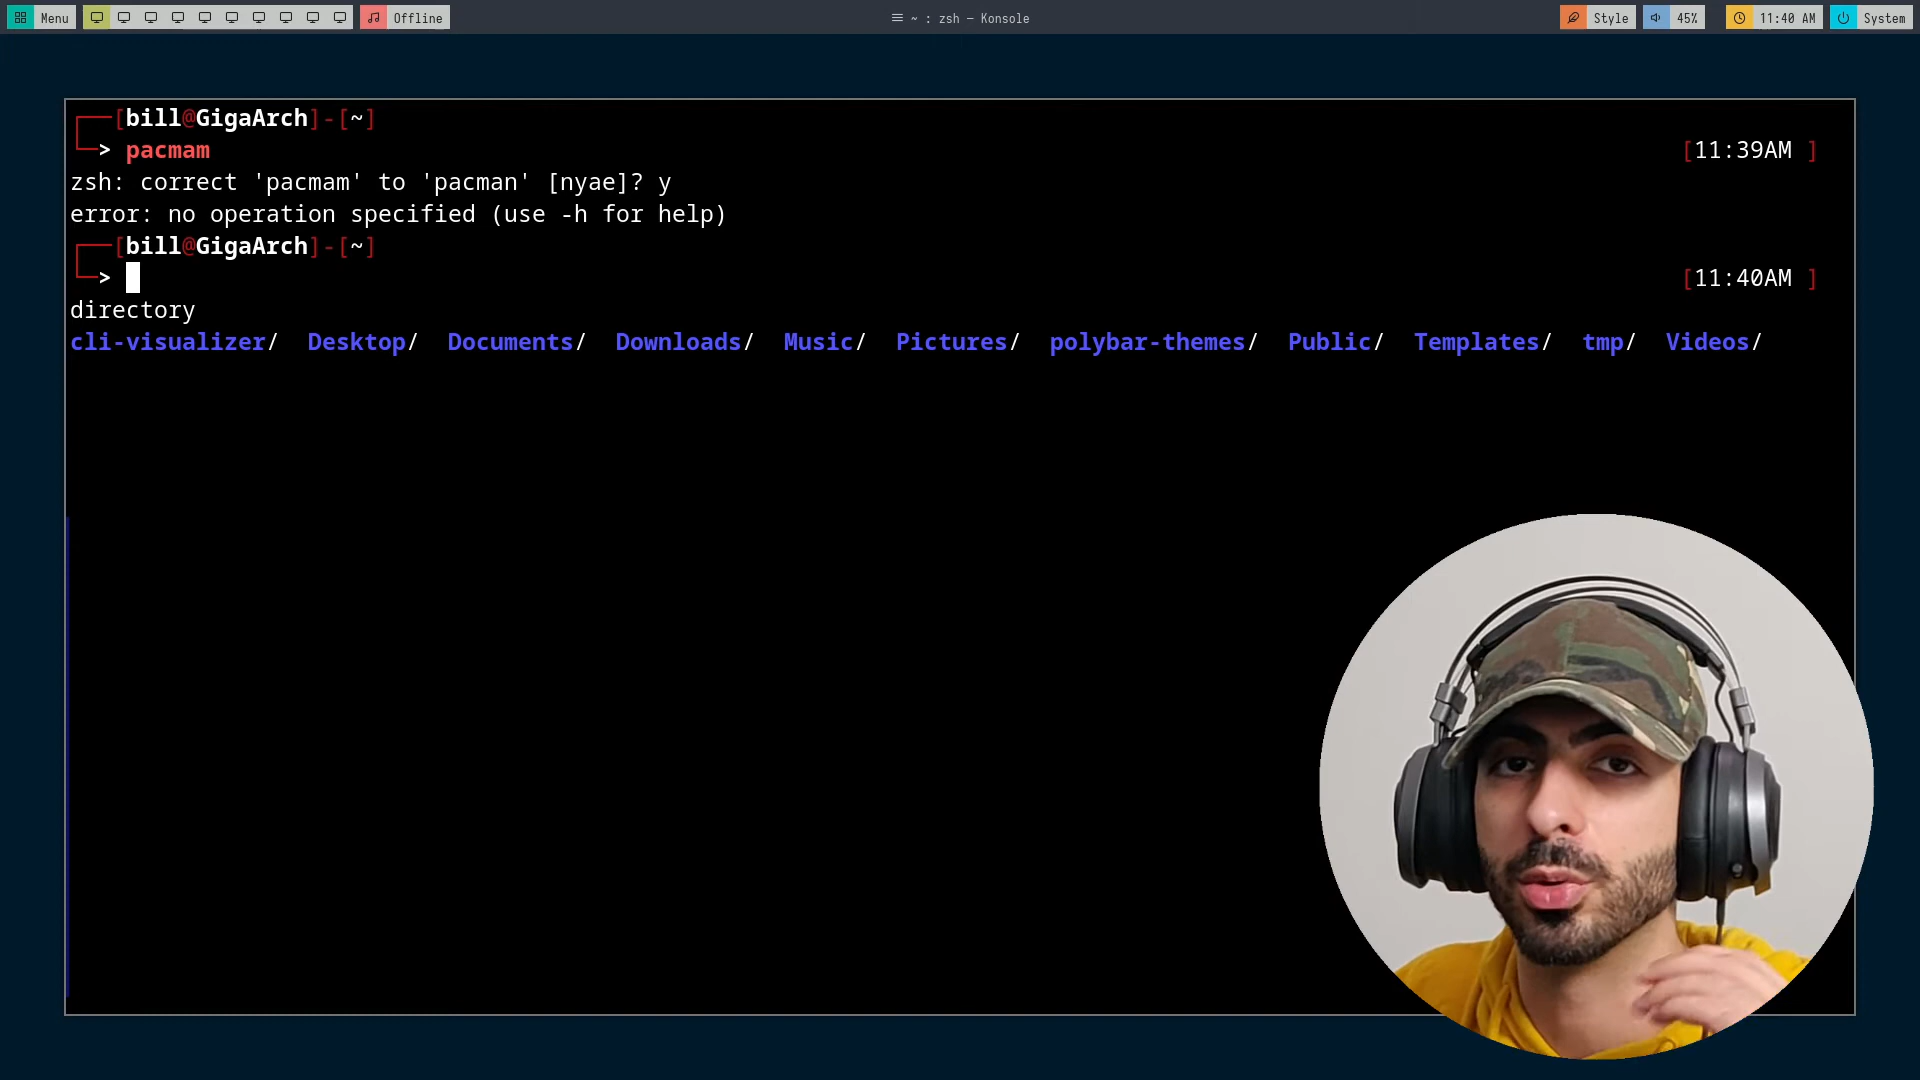 Menu Offline ~ : zsh — Konsole Style 45% 11:40 AM System
[bill@GigaArch]-[~]
> pacmam [11:39AM ]
zsh: correct 'pacmam' to 'pacman' [nyae]? y
error: no operation specified (use -h for help)
[bill@GigaArch]-[~]
> [11:40AM ]
directory
cli-visualizer/ Desktop/ Documents/ Downloads/ Music/ Pictures/ polybar-themes/ Public/ Templates/ tmp/ Videos/